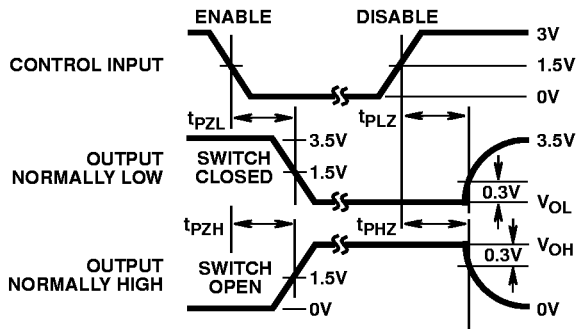 ENABLE DISABLE
3V
CONTROL INPUT 1.5V
0V
tPZL tPLZ
3.5V 3.5V
OUTPUT NORMALLY LOW
SWITCH CLOSED
1.5V
0.3V
VOL
tPZH tPHZ
VOH
0.3V
OUTPUT NORMALLY HIGH
SWITCH OPEN
1.5V
0V 0V